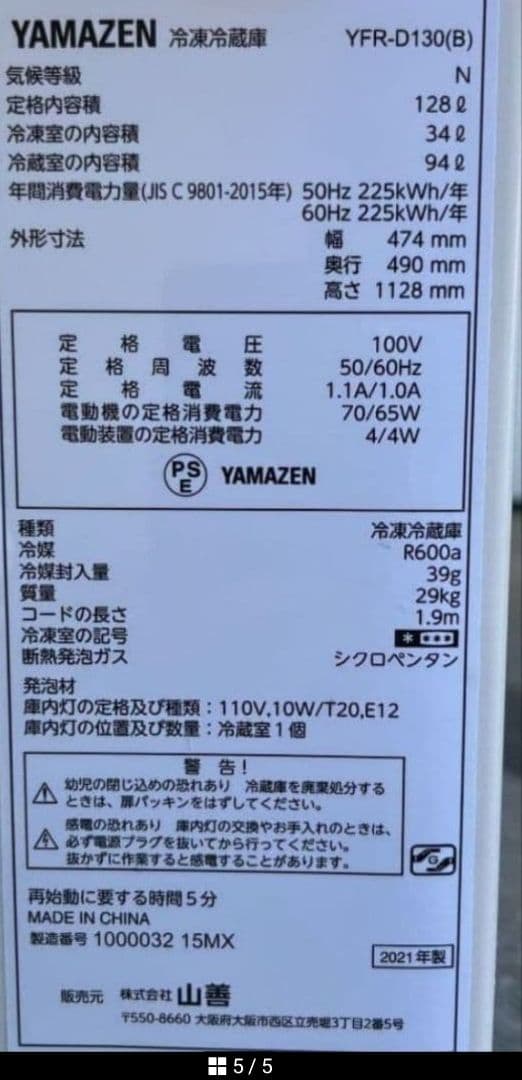 YAMAZEN 冷凍冷蔵庫 YFR-D130(B)
気候等級 N
定格内容積 128ℓ
冷凍室の内容積 34ℓ
冷蔵室の内容積 94ℓ
年間消費電力量(JIS C 9801-2015年) 50Hz 225kWh/年
60Hz 225kWh/年
外形寸法 幅 474 mm
奥行 490 mm
高さ 1128 mm
定格電圧 100V
定格周波数 50/60Hz
定格電流 1.1A/1.0A
電動機の定格消費電力 70/65W
電動装置の定格消費電力 4/4W
PSE YAMAZEN
種類 冷凍冷蔵庫
冷媒 R600a
冷媒封入量 39g
質量 29kg
コードの長さ 1.9m
冷凍室の記号 * ***
断熱発泡ガス シクロペンタン
発泡材
庫内灯の定格及び種類：110V,10W/T20,E12
庫内灯の位置及び数量：冷蔵室1個
警告!
幼児の閉じ込めの恐れあり 冷蔵庫を廃棄処分する
ときは、扉パッキンをはずしてください。
感電の恐れあり 庫内灯の交換やお手入れのときは、
必ず電源プラグを抜いてから行ってください。
抜かずに作業すると感電することがあります。
G
再始動に要する時間5分
MADE IN CHINA
製造番号 1000032 15MX
2021年製
販売元 株式会社 山善
〒550-8660 大阪府大阪市西区立売堀3丁目2番5号
5/5